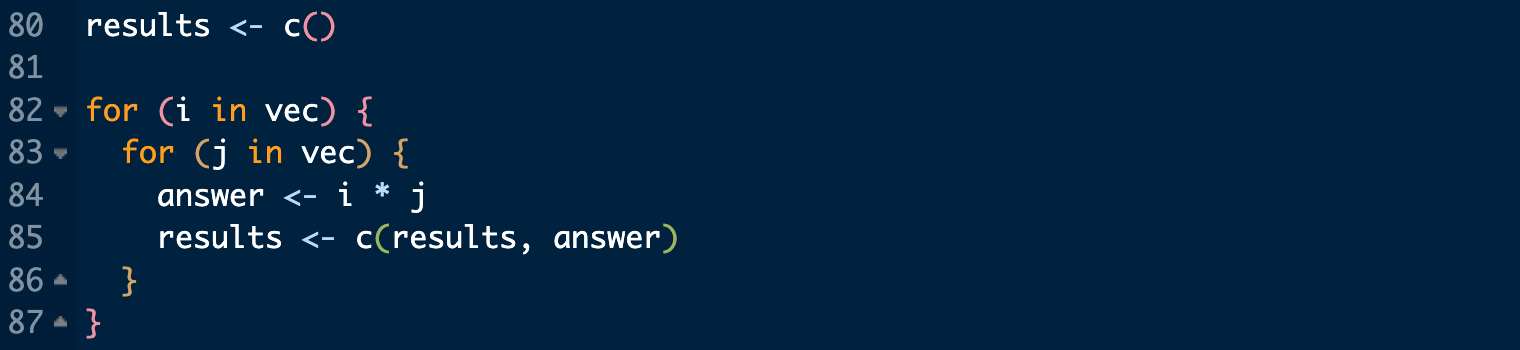 80 results <- c()
81
82 for (i in vec) {
83   for (j in vec) {
84     answer <- i * j
85     results <- c(results, answer)
86   }
87 }